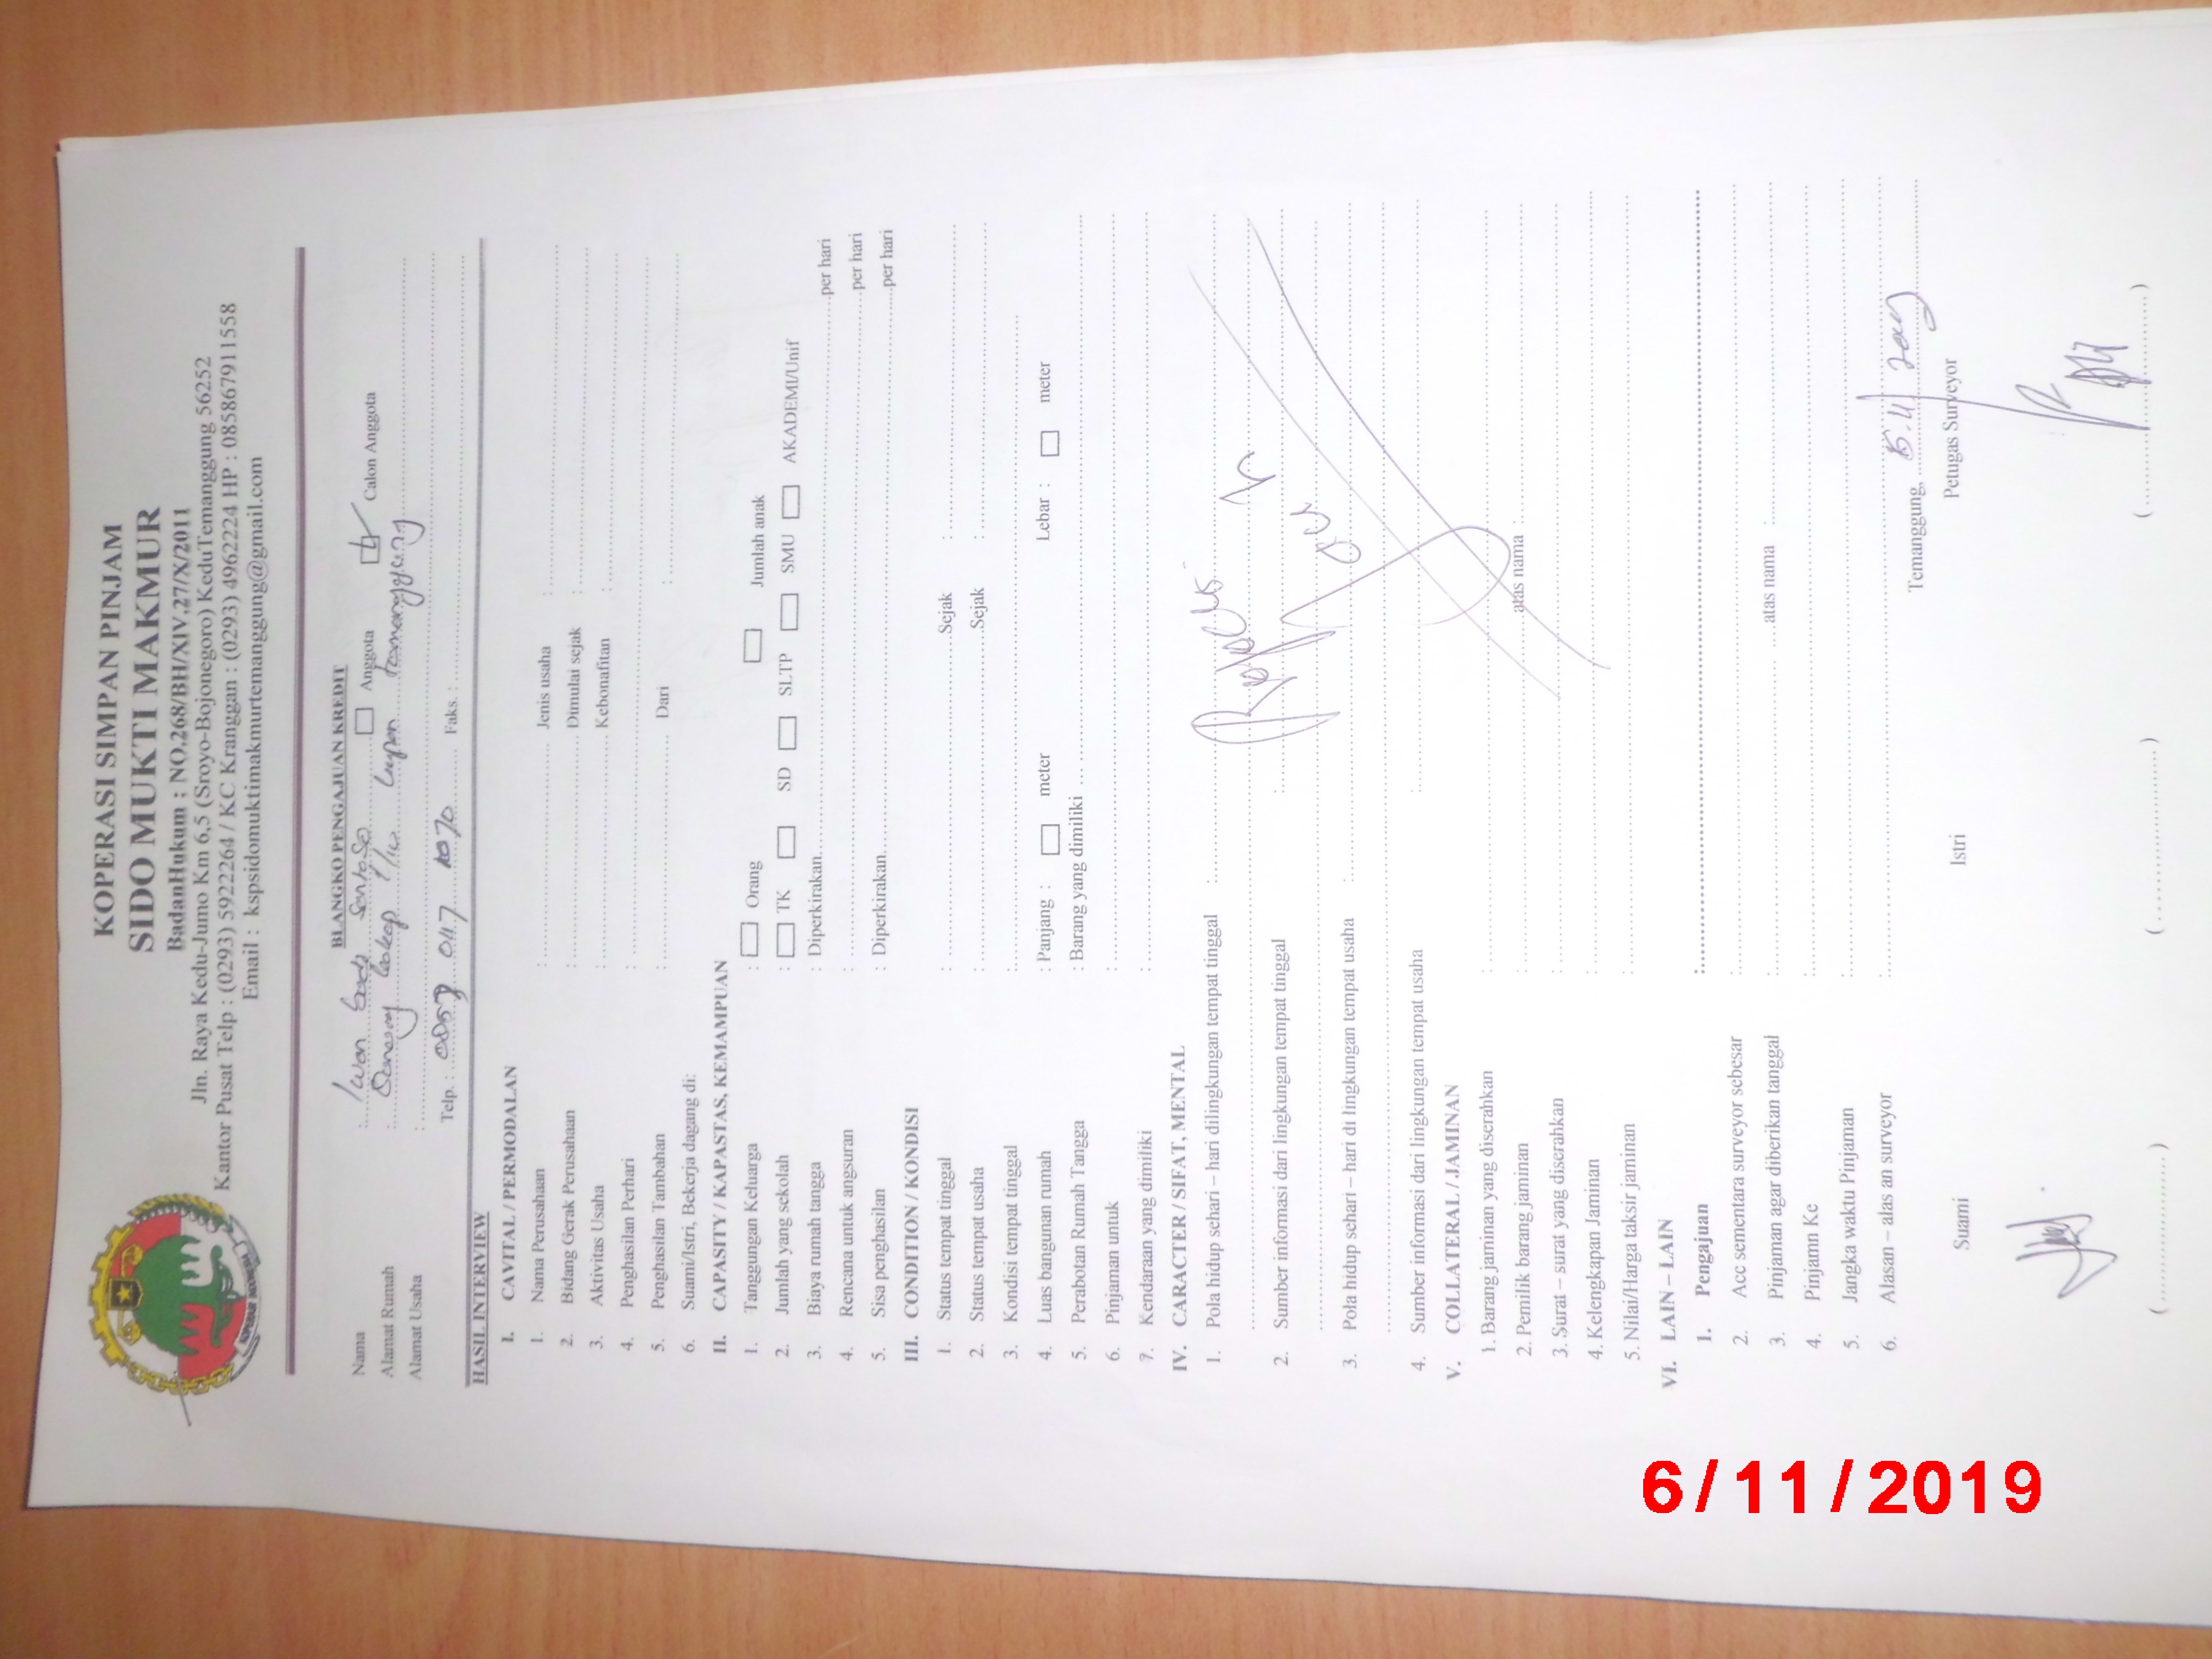 KOPERASI SIMPAN PINJAM
SIDO MUKTI MAKMUR
BadanHukum : NO.268/BH/XIV.27/X/2011
Jln. Raya Kedu-Jumo Km 6,5 (Sroyo-Bojonegoro) KeduTemanggung 56252
Kantor Pusat Telp : (0293) 5922264 / KC Kranggan : (0293) 4962224 HP : 085867911558
Email : kspsidomuktimakmurtemanggung@gmail.com
BLANGKO PENGAJUAN KREDIT
Nama : Iwan Santoso Anggota Calon Anggota
Alamat Rumah : Temanggung
Alamat Usaha :
Telp. : 0857 0117 1070 Faks. :
HASIL INTERVIEW
I. CAVITAL / PERMODALAN
1. Nama Perusahaan : Jenis usaha :
2. Bidang Gerak Perusahaan : Dimulai sejak :
3. Aktivitas Usaha : Kebonafitan :
4. Penghasilan Perhari :
5. Penghasilan Tambahan : Dari :
6. Suami/Istri, Bekerja dagang di:
II. CAPASITY / KAPASTAS, KEMAMPUAN
1. Tanggungan Keluarga : Orang Jumlah anak
2. Jumlah yang sekolah : TK SD SLTP SMU AKADEMI/Unif
3. Biaya rumah tangga : Diperkirakan per hari
4. Rencana untuk angsuran : per hari
5. Sisa penghasilan : Diperkirakan per hari
III. CONDITION / KONDISI
1. Status tempat tinggal : Sejak :
2. Status tempat usaha : Sejak :
3. Kondisi tempat tinggal :
4. Luas bangunan rumah : Panjang : meter Lebar : meter
5. Perabotan Rumah Tangga : Barang yang dimiliki
6. Pinjaman untuk :
7. Kendaraan yang dimiliki :
IV. CARACTER / SIFAT, MENTAL
1. Pola hidup sehari – hari dilingkungan tempat tinggal :
2. Sumber informasi dari lingkungan tempat tinggal :
3. Pola hidup sehari – hari di lingkungan tempat usaha :
4. Sumber informasi dari lingkungan tempat usaha :
V. COLLATERAL / JAMINAN
1. Barang jaminan yang diserahkan :
2. Pemilik barang jaminan : atas nama :
3. Surat – surat yang diserahkan :
4. Kelengkapan Jaminan :
5. Nilai/Harga taksir jaminan :
VI. LAIN – LAIN
1. Pengajuan :
2. Acc sementara surveyor sebesar :
3. Pinjaman agar diberikan tanggal : atas nama :
4. Pinjamn Ke :
5. Jangka waktu Pinjaman :
6. Alasan – alas an surveyor :
Temanggung,
Suami Istri Petugas Surveyor
6/11/2019